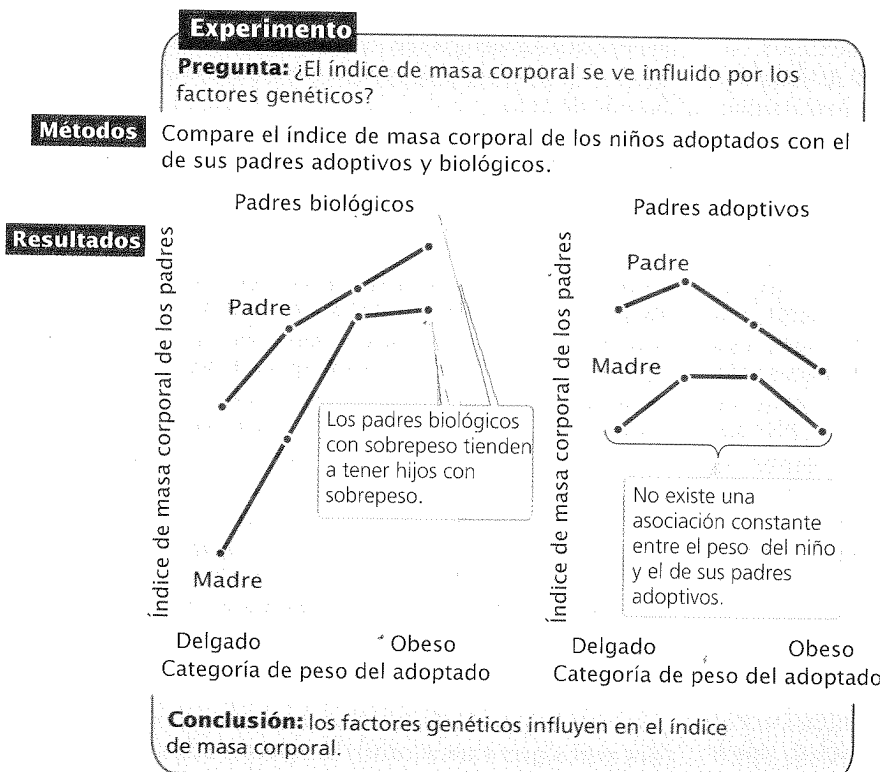 Experimento
Pregunta: ¿El índice de masa corporal se ve influido por los
factores genéticos?
Métodos
Compare el índice de masa corporal de los niños adoptados con el
de sus padres adoptivos y biológicos.
Resultados
Padres biológicos
Índice de masa corporal de los padres
Padre
Madre
Los padres biológicos
con sobrepeso tienden
a tener hijos con
sobrepeso.
Delgado
Obeso
Categoría de peso del adoptado
Padres adoptivos
Índice de masa corporal de los padres
Padre
Madre
No existe una
asociación constante
entre el peso del niño
y el de sus padres
adoptivos.
Delgado
Obeso
Categoría de peso del adoptado
Conclusión: los factores genéticos influyen en el índice
de masa corporal.